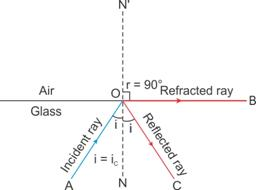 N'
r = 90°
Air
O
Refracted ray
B
Glass
i
i
Incident ray
Reflected ray
i = ic
A
N
C